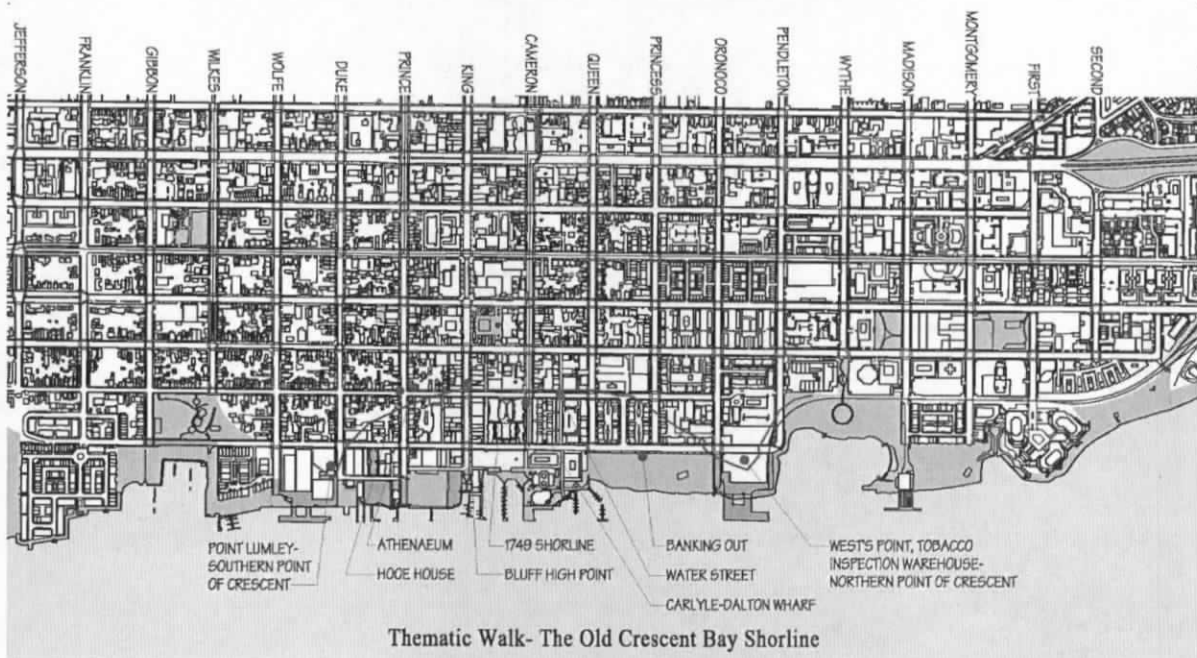 JEFFERSON
FRANKLIN
GIBBON
WILKES
WOLFE
DUKE
PRINCE
KING
CAMERON
QUEEN
PRINCESS
ORONOCO
PENDLETON
WYTHE
MADISON
MONTGOMERY
FIRST
SECOND
POINT LUMLEY-
SOUTHERN POINT
OF CRESCENT
ATHENAEUM
HOOE HOUSE
1749 SHORLINE
BLUFF HIGH POINT
BANKING OUT
WATER STREET
CARLYLE-DALTON WHARF
WEST'S POINT, TOBACCO
INSPECTION WAREHOUSE-
NORTHERN POINT OF CRESCENT
Thematic Walk- The Old Crescent Bay Shorline